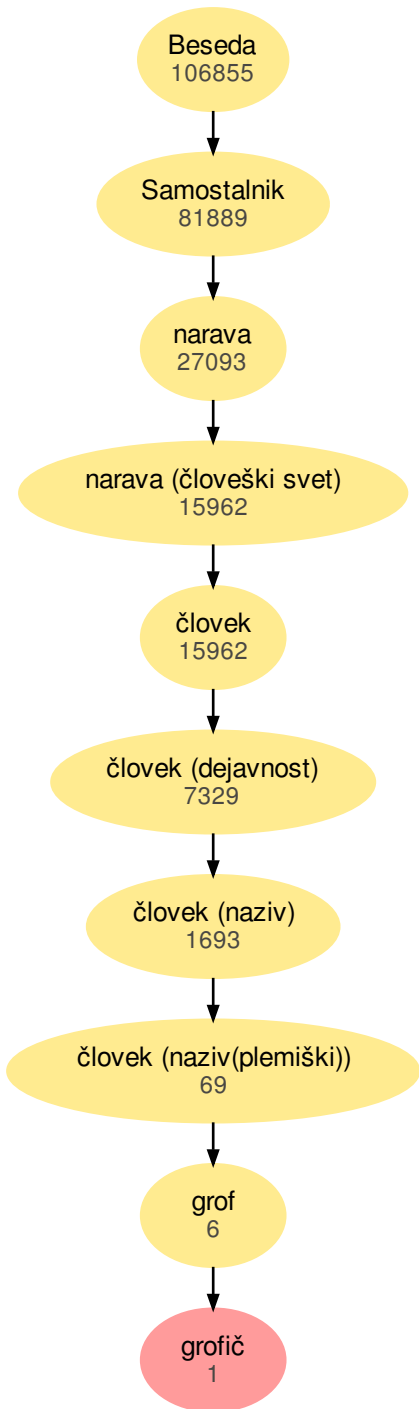 Beseda
106855
Samostalnik
81889
narava
27093
narava (človeški svet)
15962
človek
15962
človek (dejavnost)
7329
človek (naziv)
1693
človek (naziv(plemiški))
69
grof
6
grofič
1